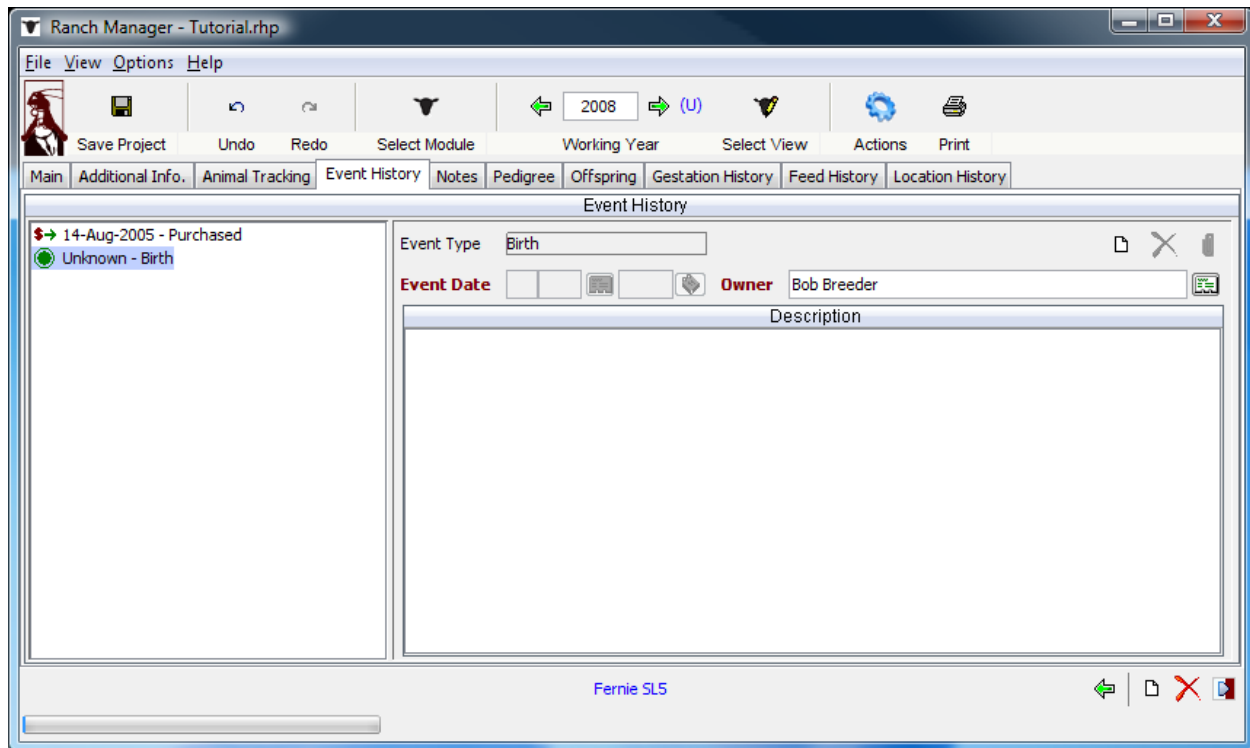 Ranch Manager - Tutorial.rhp
File View Options Help
2008 (U)
Save Project Undo Redo Select Module Working Year Select View Actions Print
Main Additional Info. Animal Tracking Event History Notes Pedigree Offspring Gestation History Feed History Location History
Event History
14-Aug-2005 - Purchased
Unknown - Birth
Event Type Birth
Event Date Owner Bob Breeder
Description
Fernie SL5